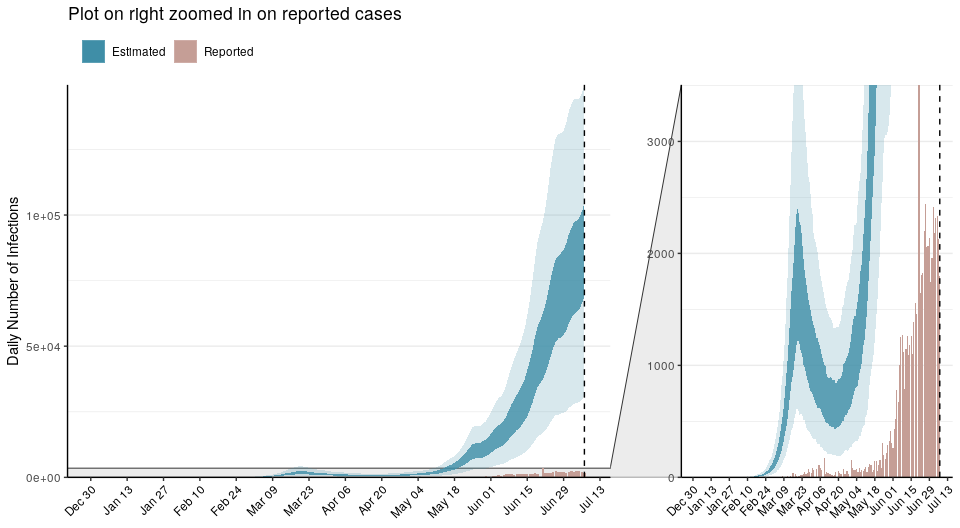 Plot on right zoomed in on reported cases
Estimated Reported
Daily Number of Infections
1e+05
5e+04
0e+00
Dec 30 Jan 13 Jan 27 Feb 10 Feb 24 Mar 09 Mar 23 Apr 06 Apr 20 May 04 May 18 Jun 01 Jun 15 Jun 29 Jul 13
3000
2000
1000
0
Dec 30 Jan 13 Jan 27 Feb 10 Feb 24 Mar 09 Mar 23 Apr 06 Apr 20 May 04 May 18 Jun 01 Jun 15 Jun 29 Jul 13